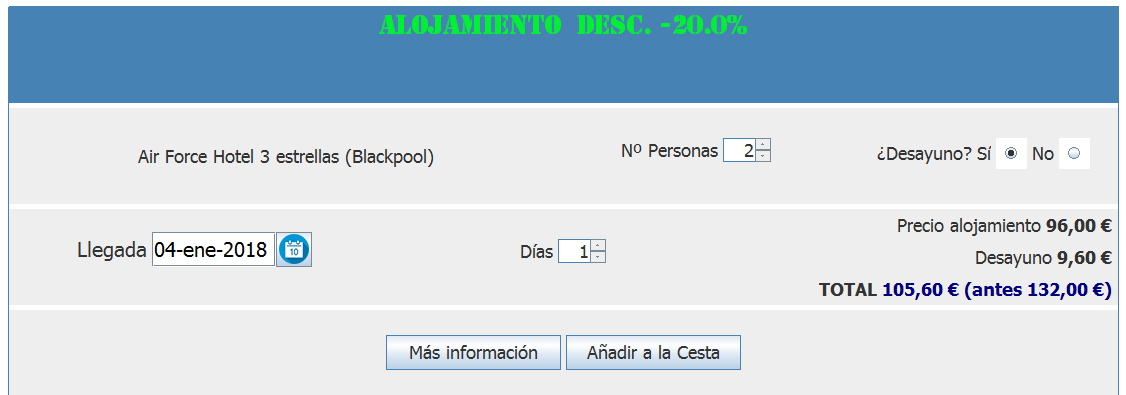 ALOJAMIENTO DESC. -20.0%
Air Force Hotel 3 estrellas (Blackpool) Nº Personas 2 ¿Desayuno? Sí No
Llegada 04-ene-2018 10 Días 1
Precio alojamiento 96,00 €
Desayuno 9,60 €
TOTAL 105,60 € (antes 132,00 €)
Más información Añadir a la Cesta